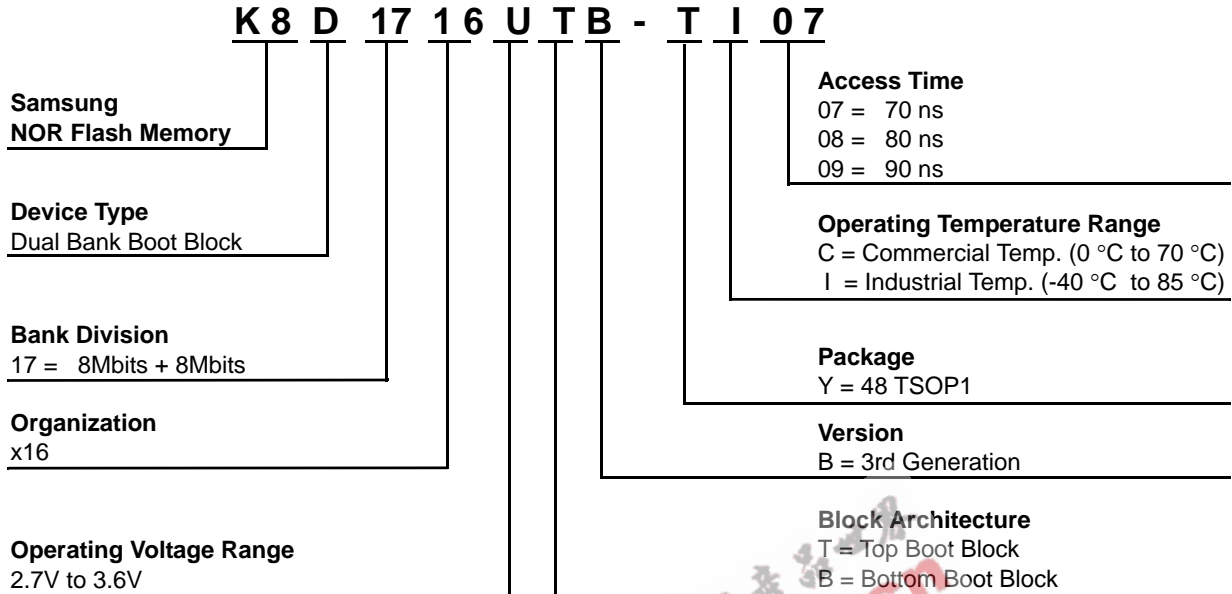 K8D1716UTB - TI07
Samsung
NOR Flash Memory
Device Type
Dual Bank Boot Block
Bank Division
17 = 8Mbits + 8Mbits
Organization
x16
Operating Voltage Range
2.7V to 3.6V
Access Time
07 = 70 ns
08 = 80 ns
09 = 90 ns
Operating Temperature Range
C = Commercial Temp. (0 °C to 70 °C)
I = Industrial Temp. (-40 °C to 85 °C)
Package
Y = 48 TSOP1
Version
B = 3rd Generation
Block Architecture
T = Top Boot Block
B = Bottom Boot Block